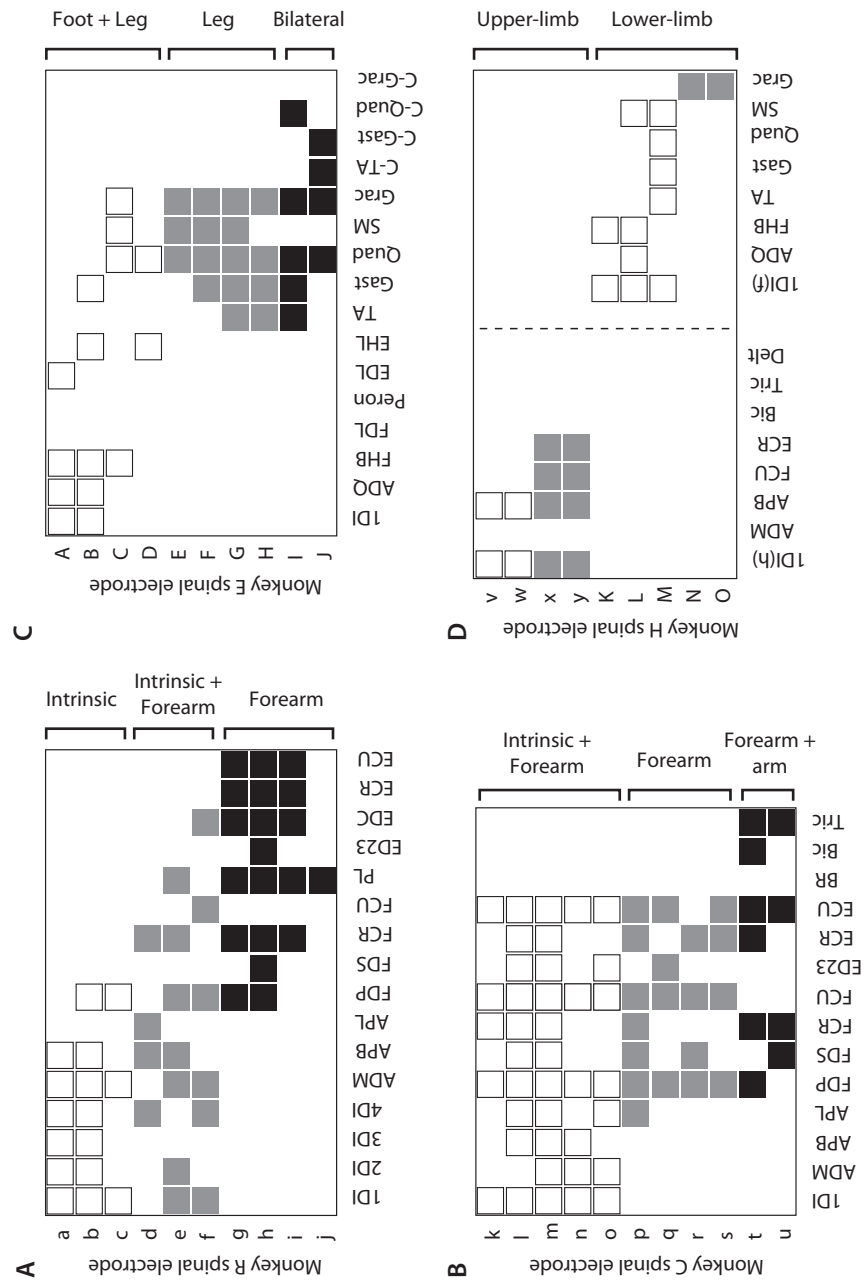 A
Monkey R spinal electrode
a
b
c
d
e
f
g
h
i
j
1DI
2DI
3DI
4DI
ADM
APB
APL
FDP
FDS
FCR
FCU
PL
ED23
EDC
ECR
ECU
Intrinsic
Intrinsic +
Forearm
Forearm
B
Monkey C spinal electrode
k
l
m
n
o
p
q
r
s
t
u
1DI
ADM
APB
APL
FDP
FDS
FCR
FCU
ED23
ECR
ECU
BR
Bic
Tric
Intrinsic +
Forearm
Forearm
Forearm +
arm
C
Monkey E spinal electrode
A
B
C
D
E
F
G
H
I
J
1DI
ADQ
FHB
FDL
Peron
EDL
EHL
TA
Gast
Quad
SM
Grac
C-TA
C-Gast
C-Quad
C-Grac
Foot + Leg
Leg
Bilateral
D
Monkey H spinal electrode
v
w
x
y
K
L
M
N
O
1DI(h)
ADM
APB
FCU
ECR
Bic
Tric
Delt
1DI(f)
ADQ
FHB
TA
Gast
Quad
SM
Grac
Upper-limb
Lower-limb